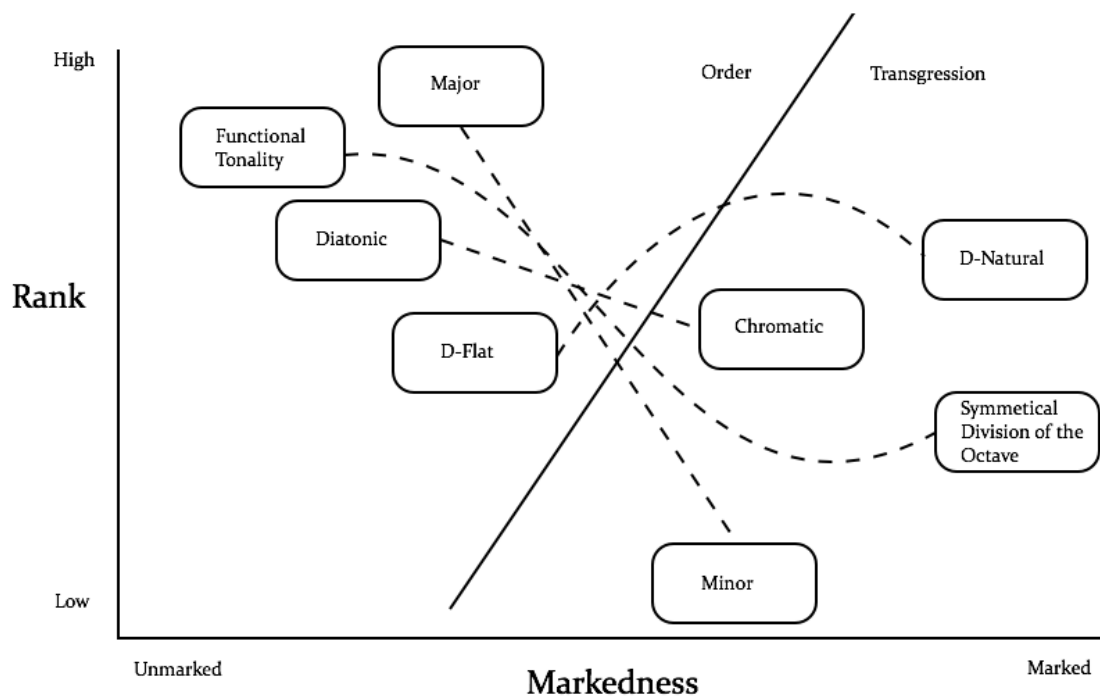 High
Order
Transgression
Major
Functional
Tonality
Diatonic
D-Natural
Rank
Chromatic
D-Flat
Symmetical
Division of the
Octave
Minor
Low
Unmarked
Markedness
Marked